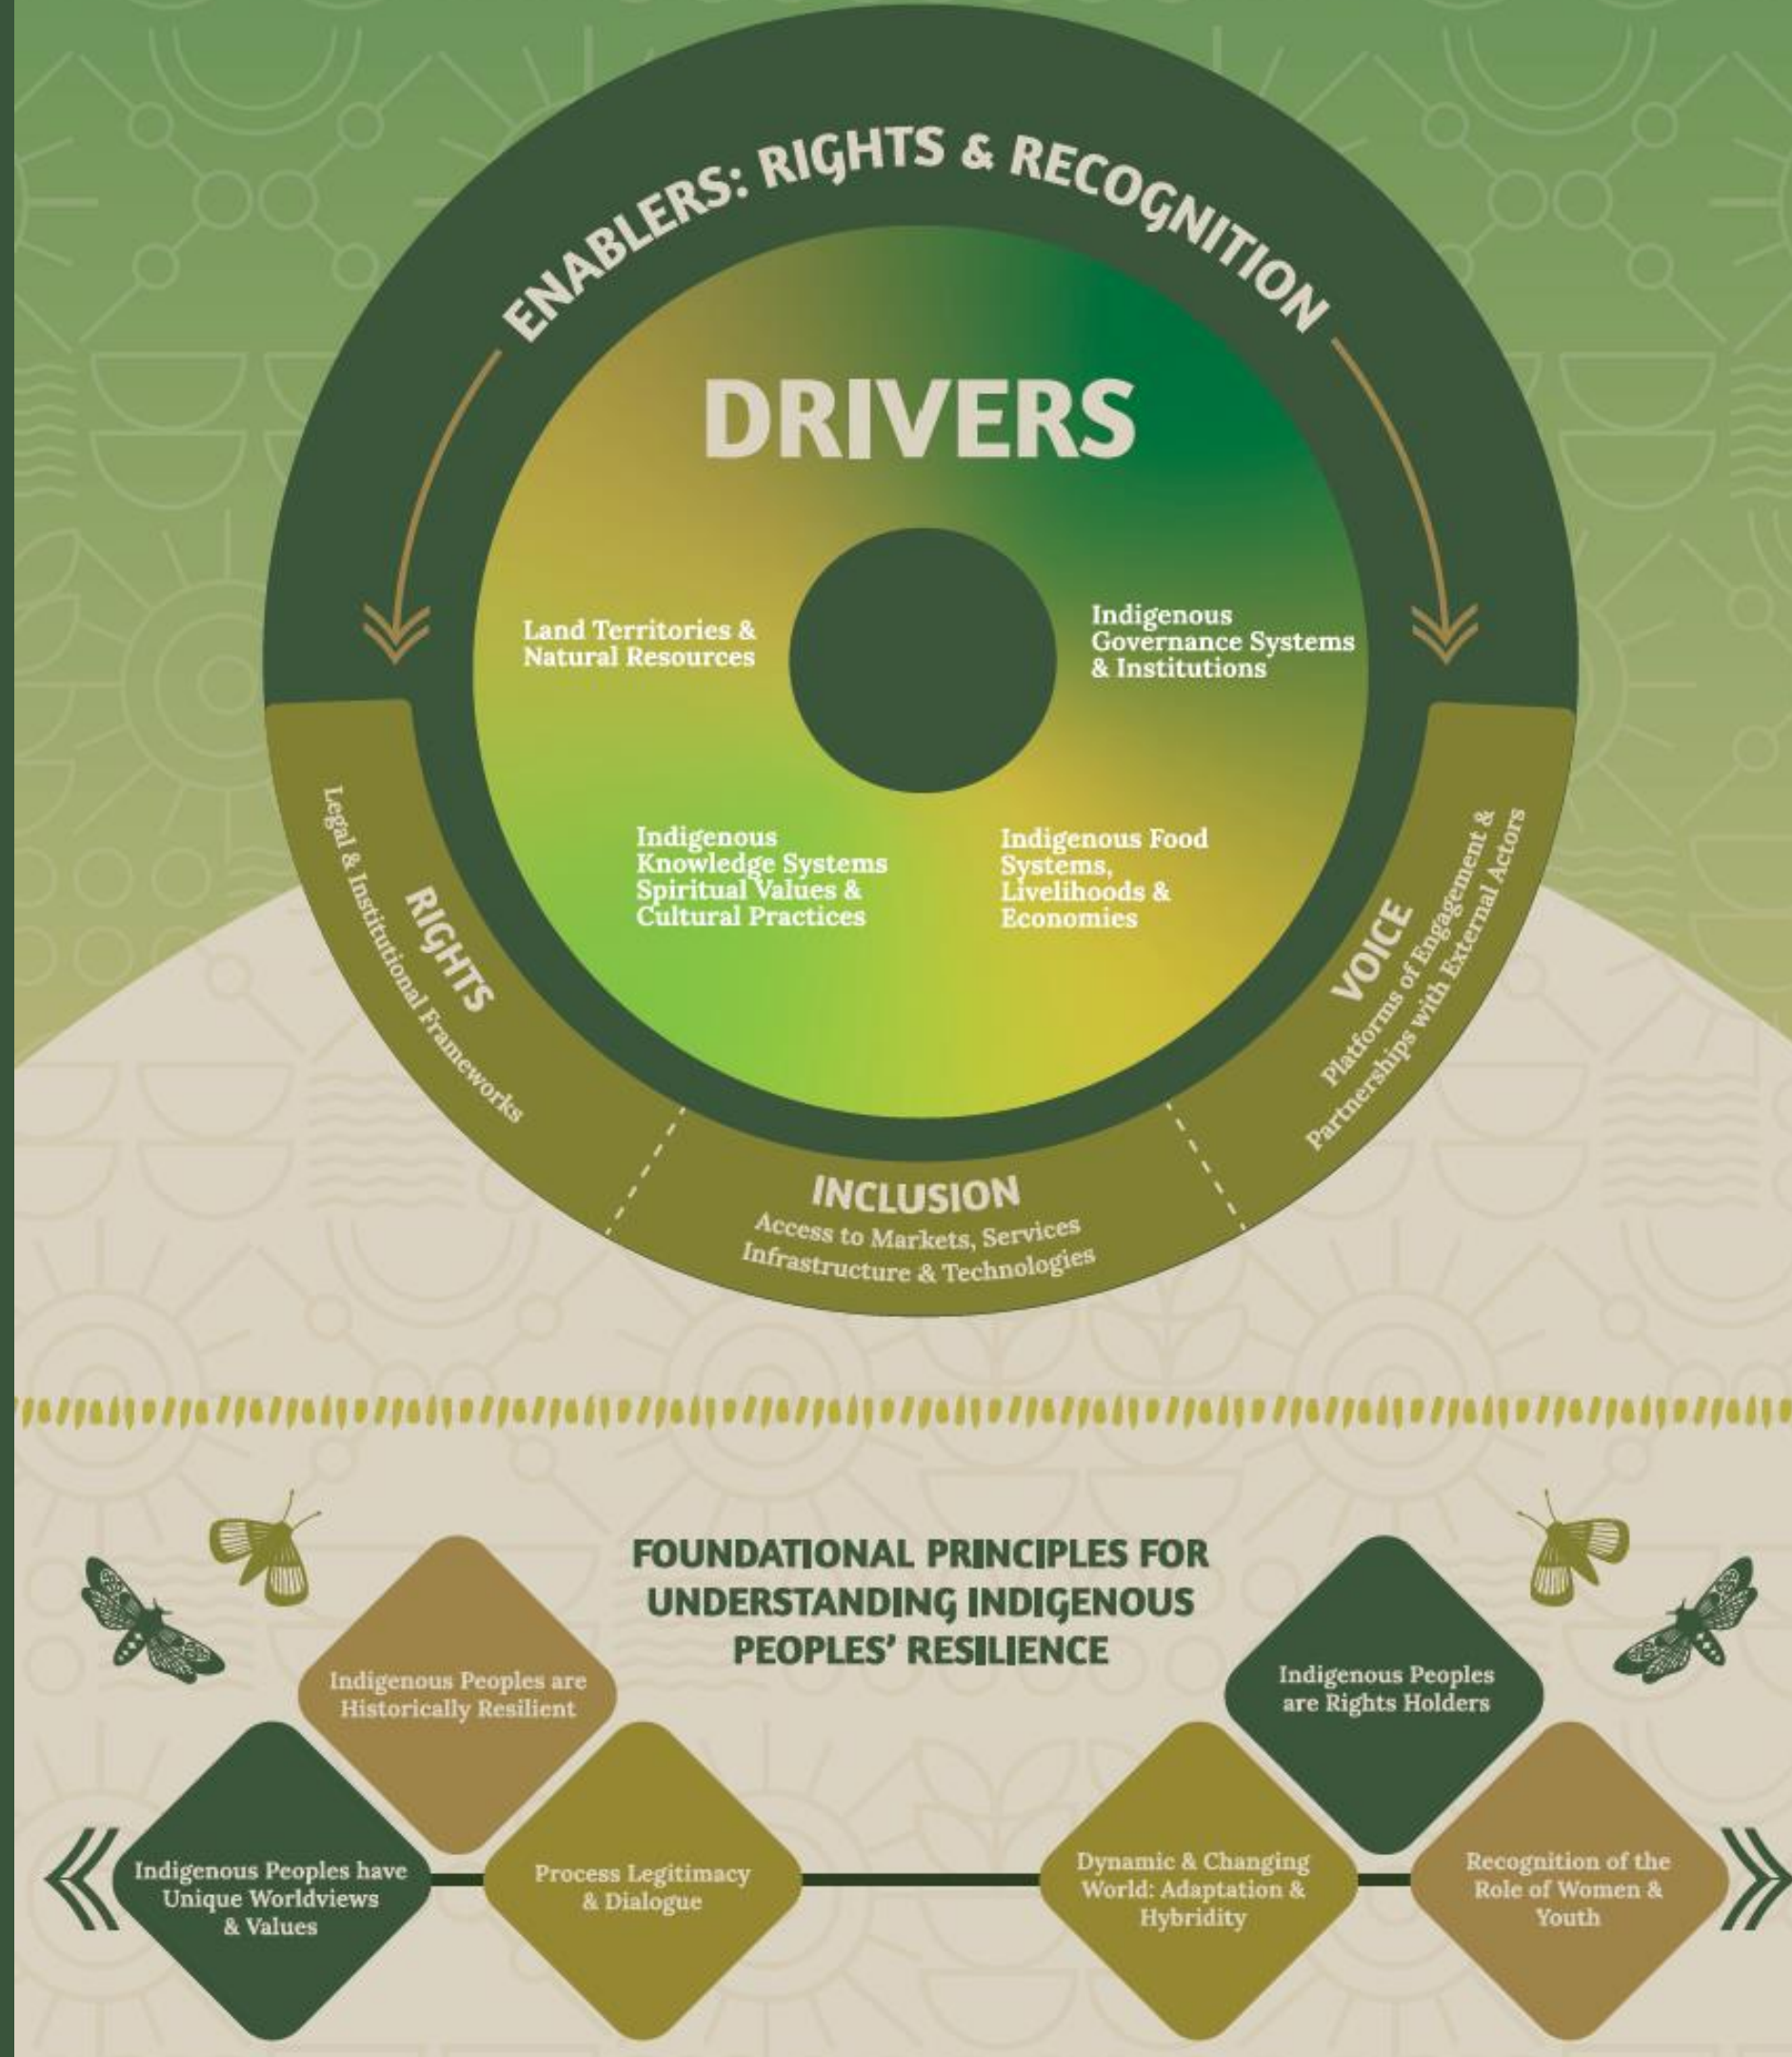 ENABLERS: RIGHTS & RECOGNITION
DRIVERS
Land Territories &
Natural Resources
Indigenous
Governance Systems
& Institutions
Indigenous
Knowledge Systems
Spiritual Values &
Cultural Practices
Indigenous Food
Systems,
Livelihoods &
Economies
RIGHTS
Legal & Institutional Frameworks
INCLUSION
Access to Markets, Services
Infrastructure & Technologies
VOICE
Platforms of Engagement &
Partnerships with External Actors
FOUNDATIONAL PRINCIPLES FOR
UNDERSTANDING INDIGENOUS
PEOPLES’ RESILIENCE
Indigenous Peoples are
Historically Resilient
Indigenous Peoples
are Rights Holders
Indigenous Peoples have
Unique Worldviews
& Values
Process Legitimacy
& Dialogue
Dynamic & Changing
World: Adaptation &
Hybridity
Recognition of the
Role of Women &
Youth